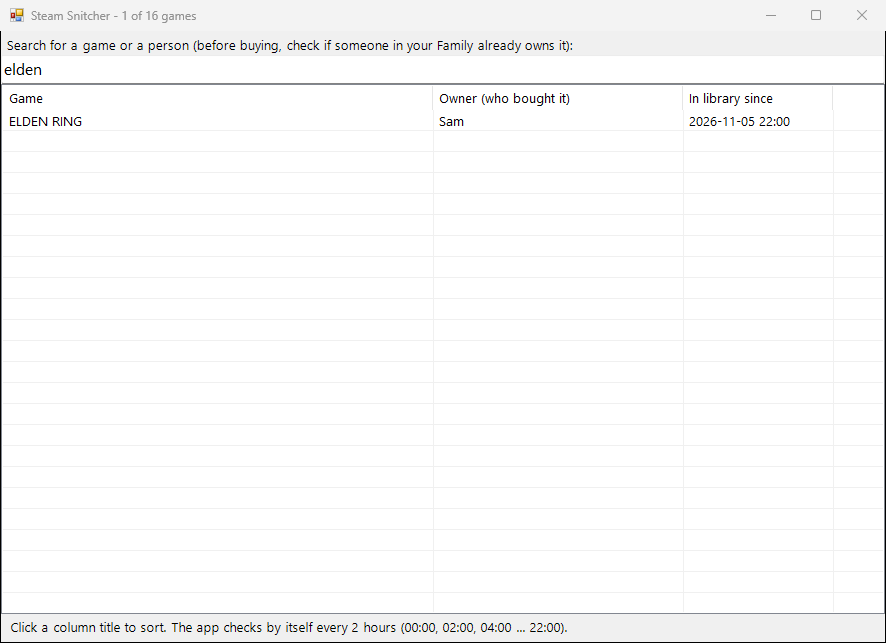 Steam Snitcher - 1 of 16 games
Search for a game or a person (before buying, check if someone in your Family already owns it):
elden
Game Owner (who bought it) In library since
ELDEN RING Sam 2026-11-05 22:00
Click a column title to sort. The app checks by itself every 2 hours (00:00, 02:00, 04:00 ... 22:00).